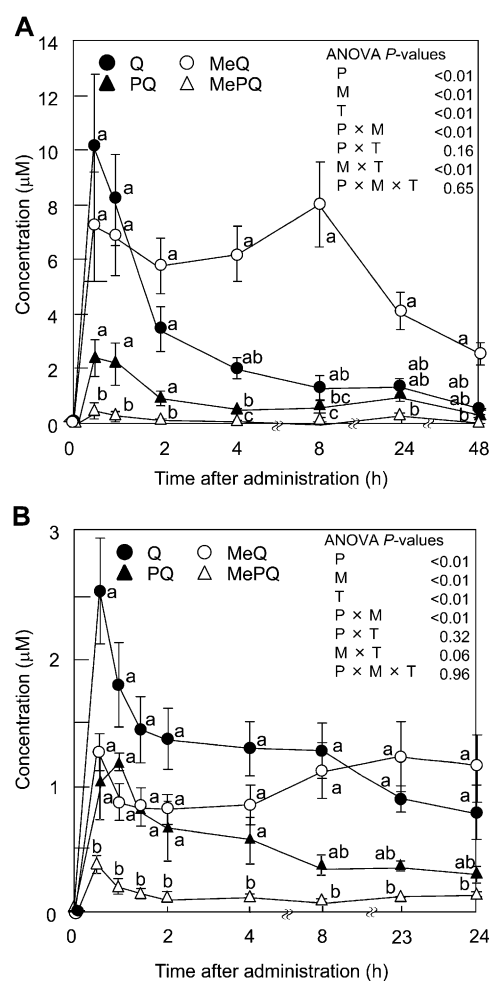 A
14
12
10
8
6
4
2
0
Concentration (μM)
Q MeQ
PQ MePQ
ANOVA P-values
P <0.01
M <0.01
T <0.01
P × M <0.01
P × T 0.16
M × T <0.01
P × M × T 0.65
a a a a ab ab ab ab
a a a a a a a
a a a ab bc ab ab
b b b c c b b
0 2 4 8 24 48
Time after administration (h)
B
3
2
1
0
Concentration (μM)
Q MeQ
PQ MePQ
ANOVA P-values
P <0.01
M <0.01
T <0.01
P × M <0.01
P × T 0.32
M × T 0.06
P × M × T 0.96
a a a a a a a a
a a a a a a a a
a a a a a ab ab ab
b b b b b b b b
0 2 4 8 23 24
Time after administration (h)